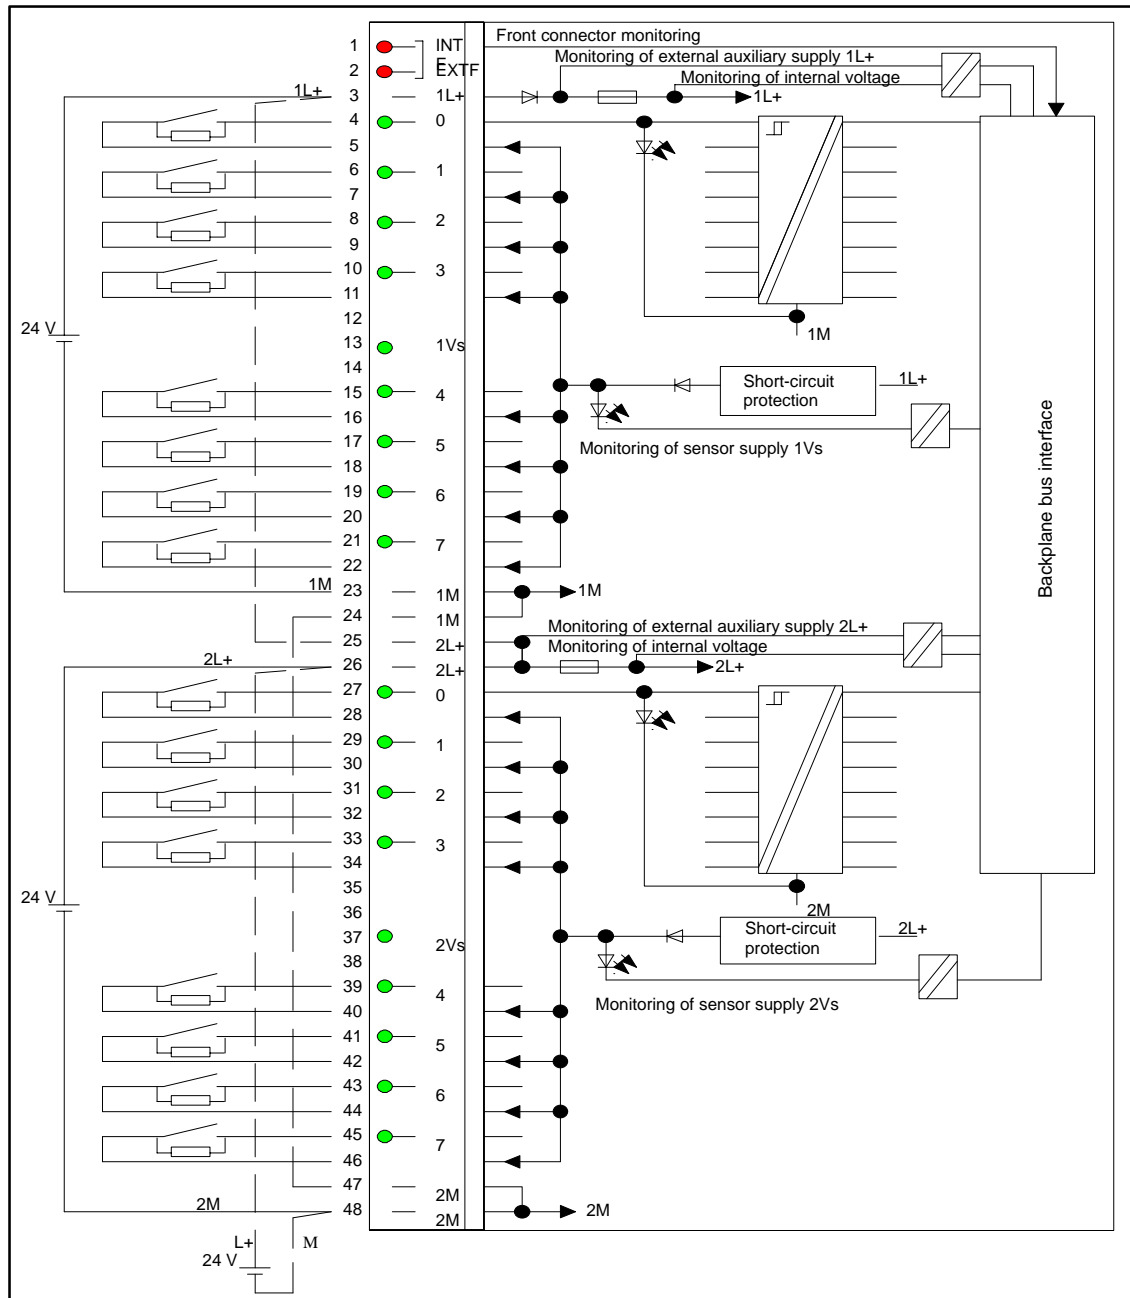 1 INT Front connector monitoring
F Monitoring of external auxiliary supply 1L+
2 EXTF Monitoring of internal voltage
1L+ 3 1L+ 1L+
4 0
5
6 1
7
8 2
9
10 3
11
12
24 V 13 1Vs 1M
14
15 4 Short-circuit 1L+
16 protection
17 5 Monitoring of sensor supply 1Vs
18
19 6
20
21 7
22
Backplane bus interface
1M 23 1M 1M
24 1M
25 2L+ Monitoring of external auxiliary supply 2L+
Monitoring of internal voltage
2L+ 26 2L+ 2L+
27 0
28
29 1
30
31 2
32
33 3
34
35
24 V 36 2M
37 2Vs Short-circuit 2L+
38 protection
39 4
40 Monitoring of sensor supply 2Vs
41 5
42
43 6
44
45 7
46
47 2M
2M 48 2M 2M
L+ M
24 V